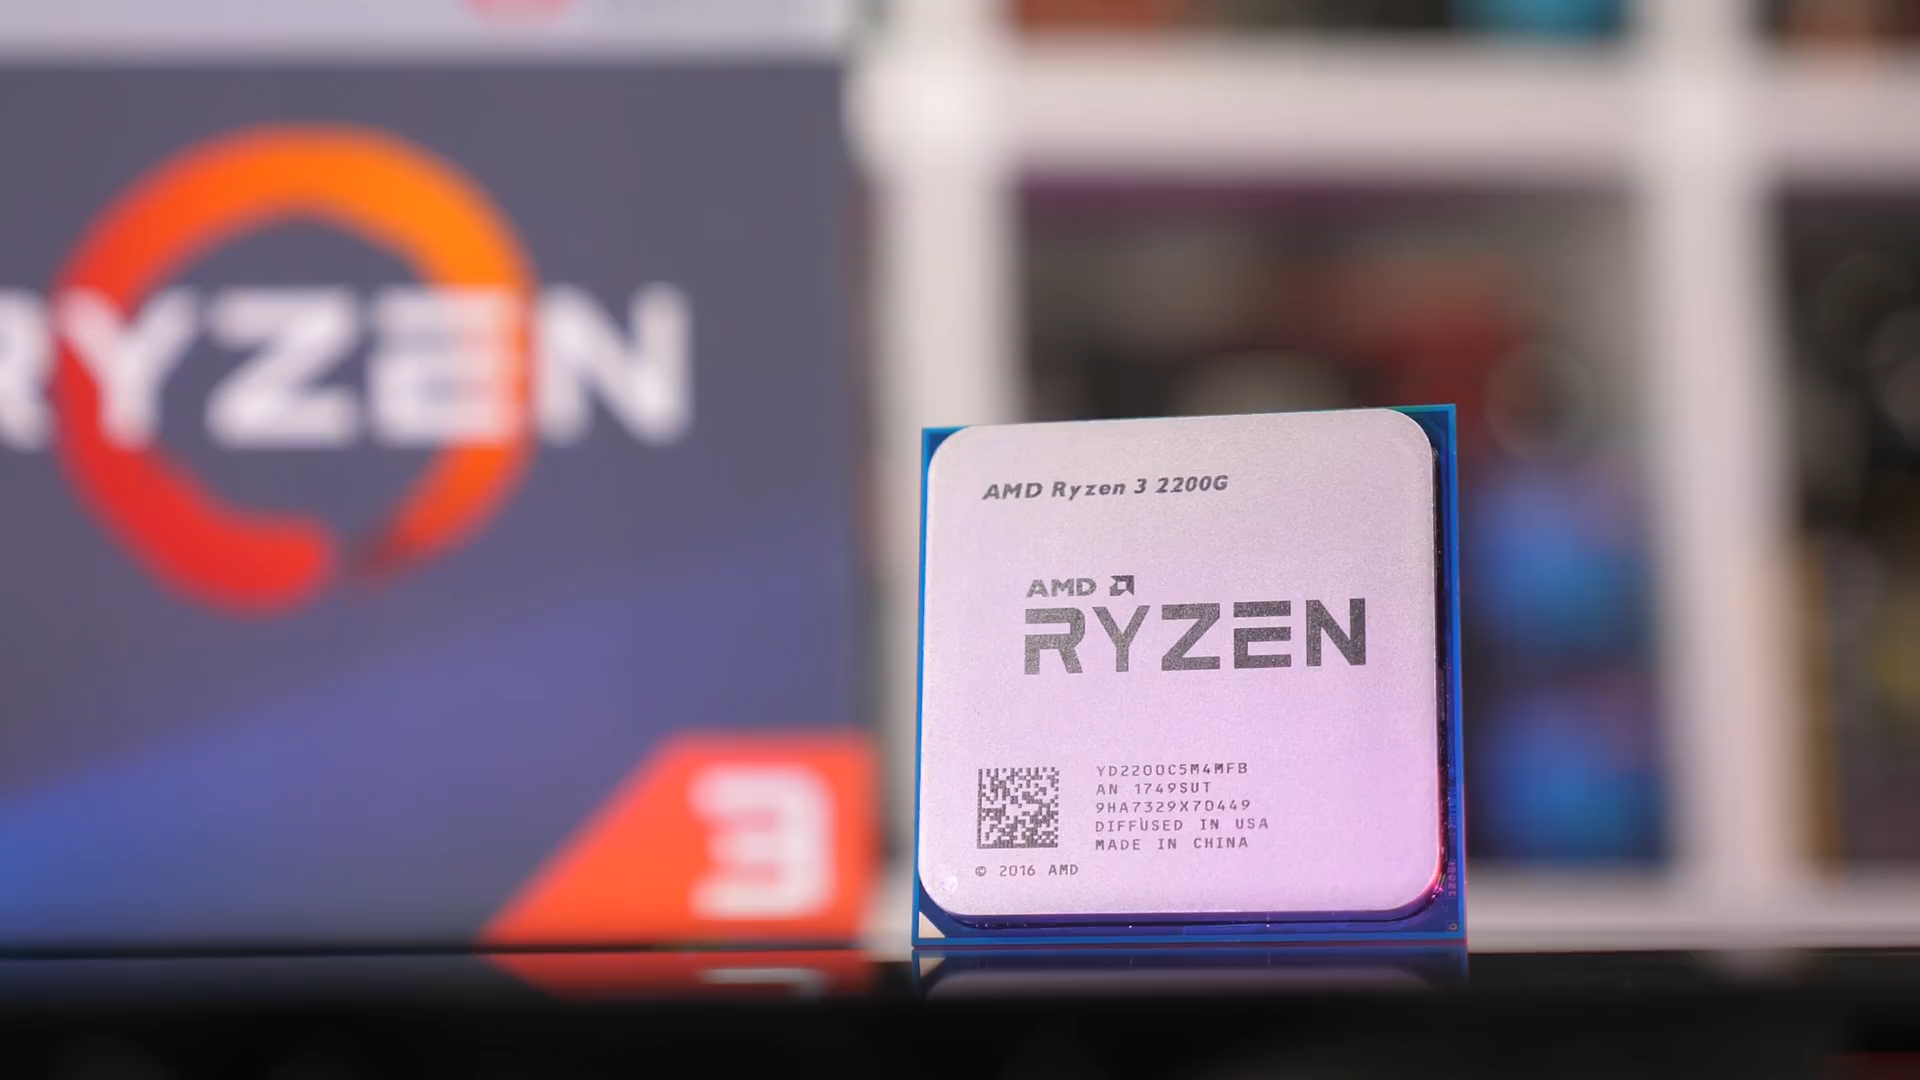 RYZEN
3
AMD Ryzen 3 2200G
AMD
RYZEN
YD2200C5M4MFB
AN 1749SUT
9HA7329X70449
DIFFUSED IN USA
MADE IN CHINA
© 2016 AMD